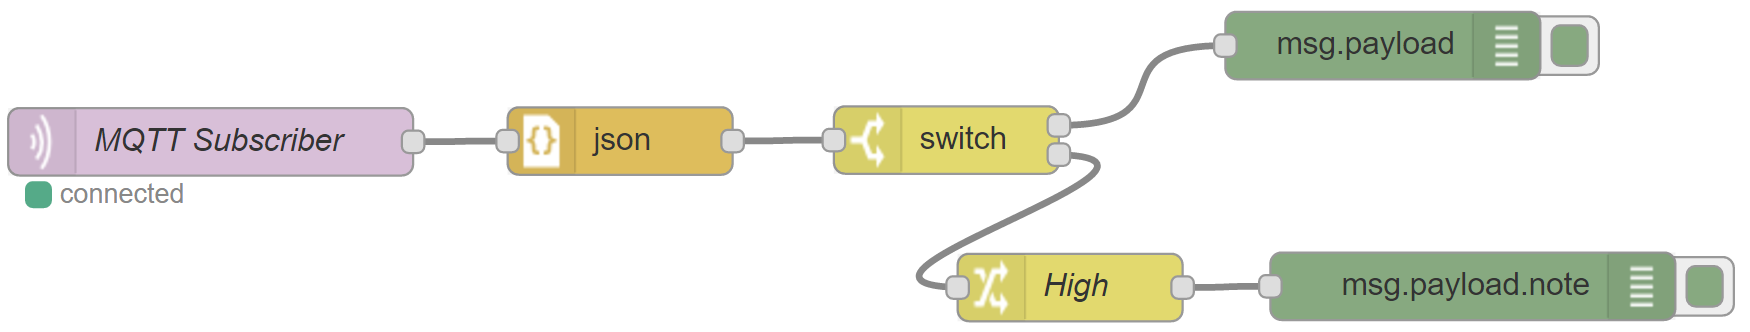 msg.payload
MQTT Subscriber
{} json
switch
connected
High
msg.payload.note